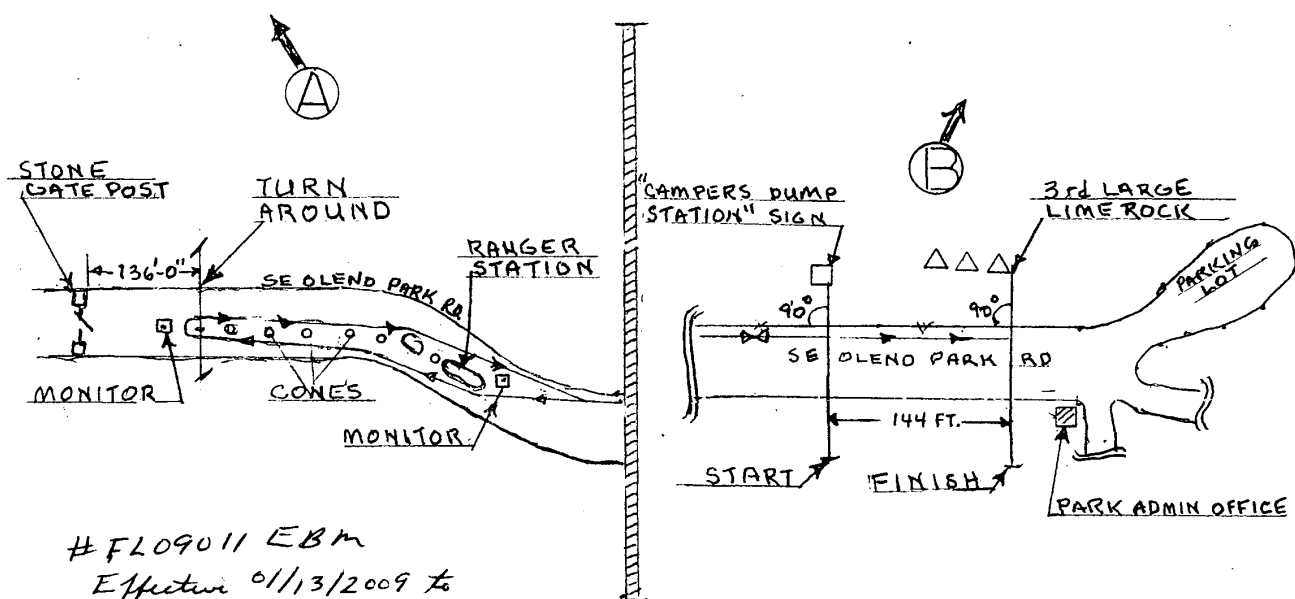 A
STONE
GATE POST
TURN
AROUND
136'-0"
RANGER
STATION
SE OLEND PARK RD.
MONITOR
CONES
MONITOR
# FL09011 EBM
Effective 01/13/2009 to
B
"CAMPERS DUMP
STATION" SIGN
3rd LARGE
LIME ROCK
PARKING
LOT
90°
90°
SE OLENO PARK RD
144 FT.
START
FINISH
PARK ADMIN OFFICE